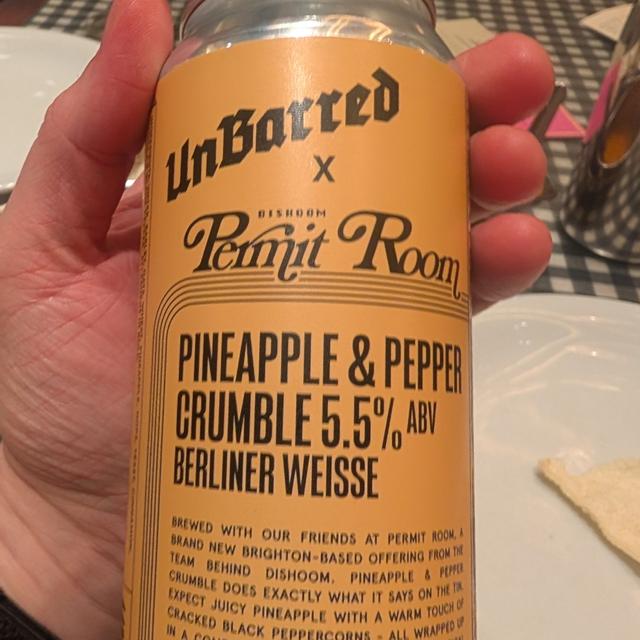 UnBarred
X
DISHOOM
Permit Room
PINEAPPLE & PEPPER
CRUMBLE 5.5% ABV
BERLINER WEISSE
BREWED WITH OUR FRIENDS AT PERMIT ROOM, A
BRAND NEW BRIGHTON-BASED OFFERING FROM THE
TEAM BEHIND DISHOOM. PINEAPPLE & PEPPER
CRUMBLE DOES EXACTLY WHAT IT SAYS ON THE TIN.
EXPECT JUICY PINEAPPLE WITH A WARM TOUCH OF
CRACKED BLACK PEPPERCORNS - ALL WRAPPED UP
IN A